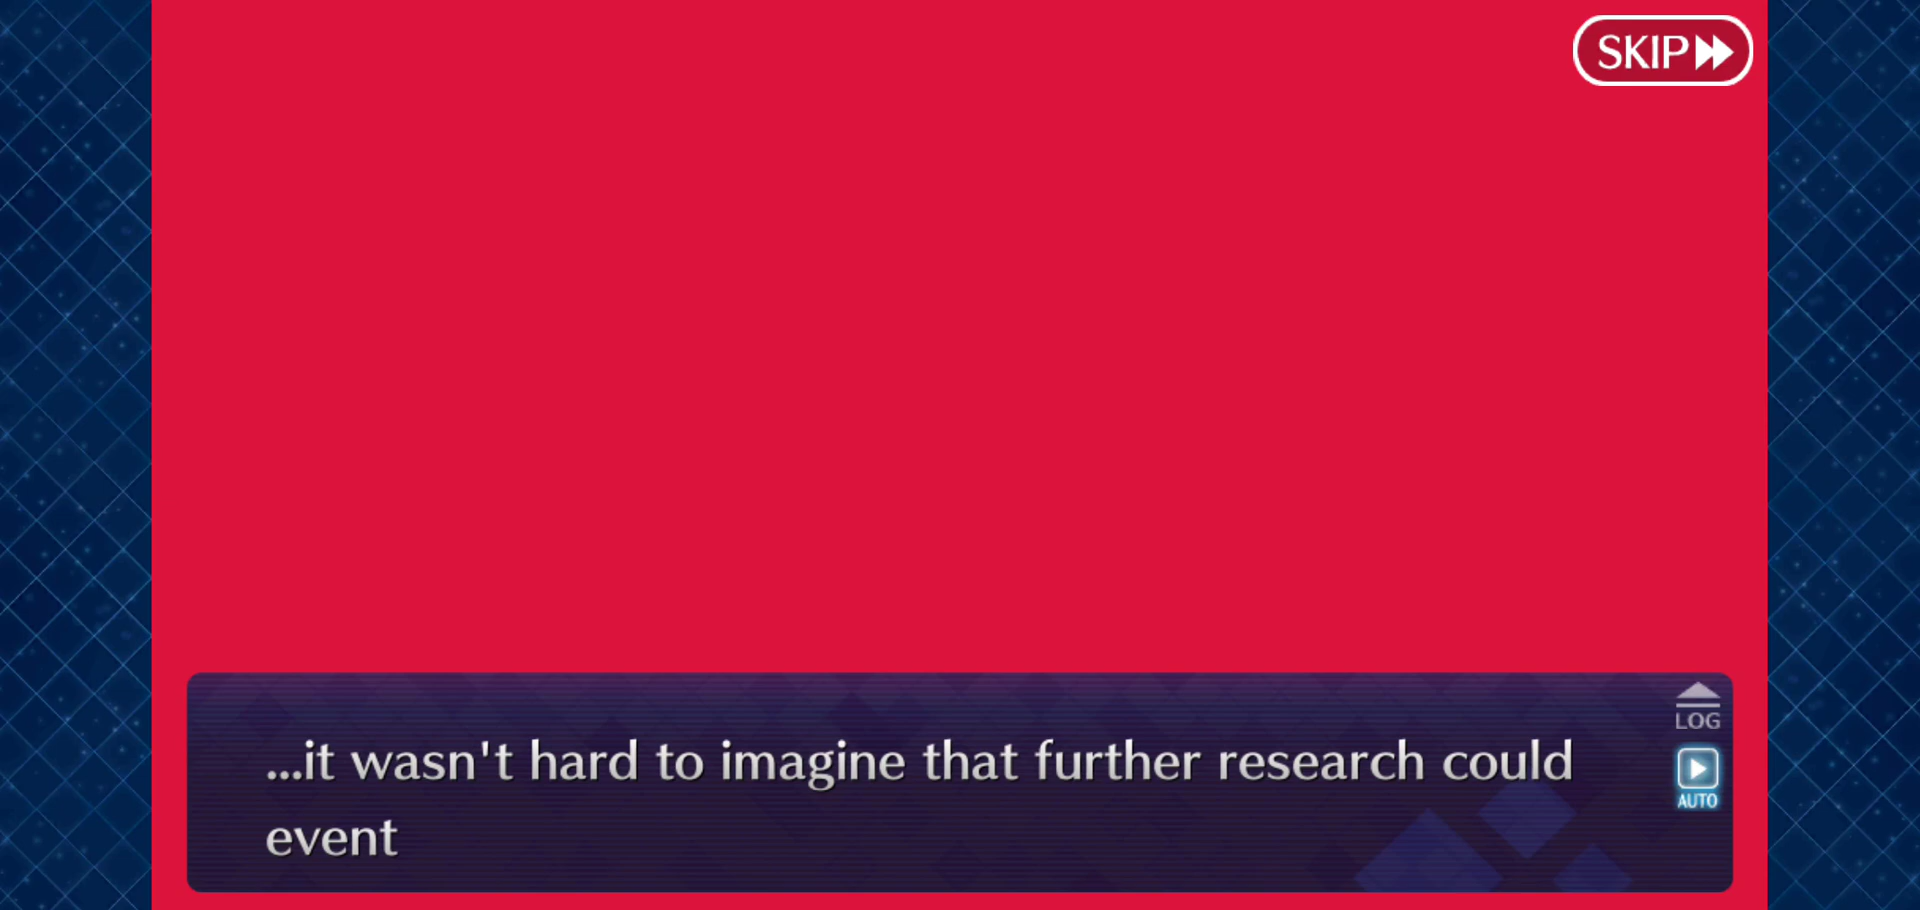 SKIP
LOG
...it wasn't hard to imagine that further research could
event
AUTO